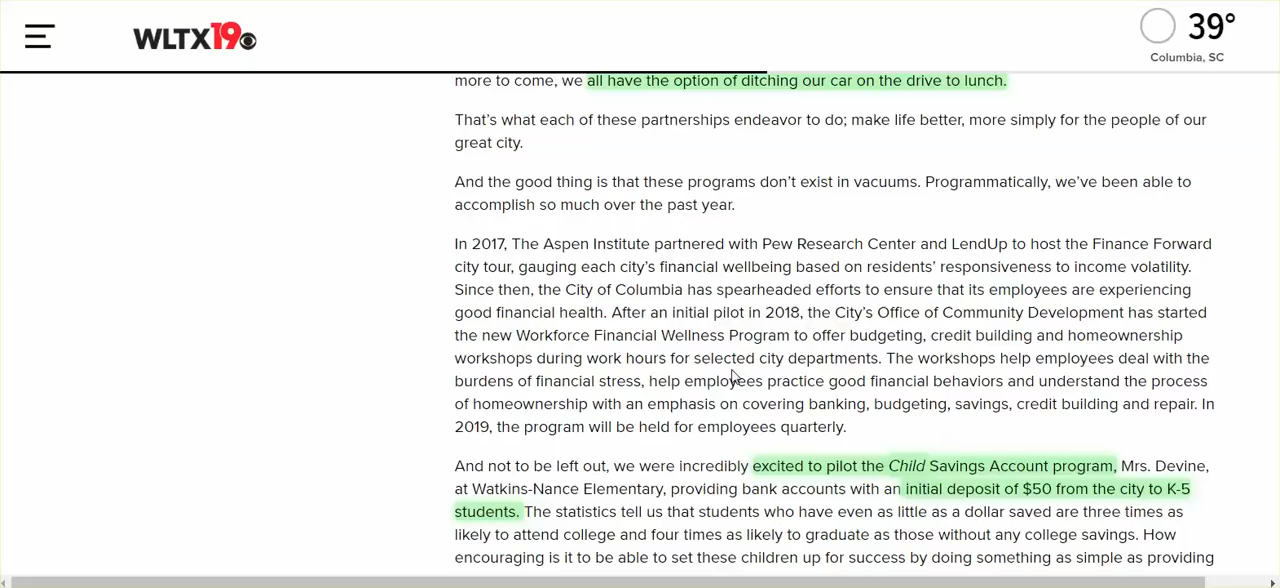 WLTX19
39°
Columbia, SC
more to come, we all have the option of ditching our car on the drive to lunch.
That’s what each of these partnerships endeavor to do; make life better, more simply for the people of our
great city.
And the good thing is that these programs don’t exist in vacuums. Programmatically, we’ve been able to
accomplish so much over the past year.
In 2017, The Aspen Institute partnered with Pew Research Center and LendUp to host the Finance Forward
city tour, gauging each city’s financial wellbeing based on residents’ responsiveness to income volatility.
Since then, the City of Columbia has spearheaded efforts to ensure that its employees are experiencing
good financial health. After an initial pilot in 2018, the City’s Office of Community Development has started
the new Workforce Financial Wellness Program to offer budgeting, credit building and homeownership
workshops during work hours for selected city departments. The workshops help employees deal with the
burdens of financial stress, help employees practice good financial behaviors and understand the process
of homeownership with an emphasis on covering banking, budgeting, savings, credit building and repair. In
2019, the program will be held for employees quarterly.
And not to be left out, we were incredibly excited to pilot the Child Savings Account program, Mrs. Devine,
at Watkins-Nance Elementary, providing bank accounts with an initial deposit of $50 from the city to K-5
students. The statistics tell us that students who have even as little as a dollar saved are three times as
likely to attend college and four times as likely to graduate as those without any college savings. How
encouraging is it to be able to set these children up for success by doing something as simple as providing